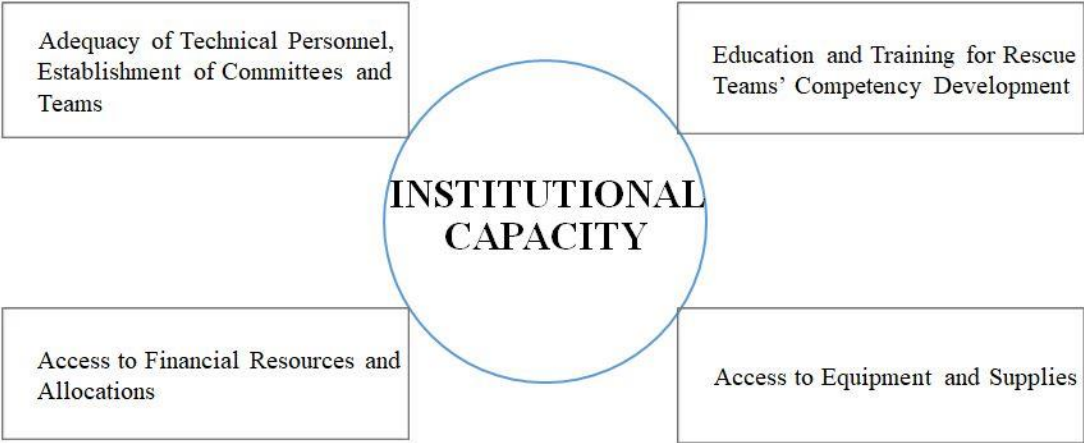 Adequacy of Technical Personnel,
Establishment of Committees and
Teams
Education and Training for Rescue
Teams’ Competency Development
INSTITUTIONAL
CAPACITY
Access to Financial Resources and
Allocations
Access to Equipment and Supplies